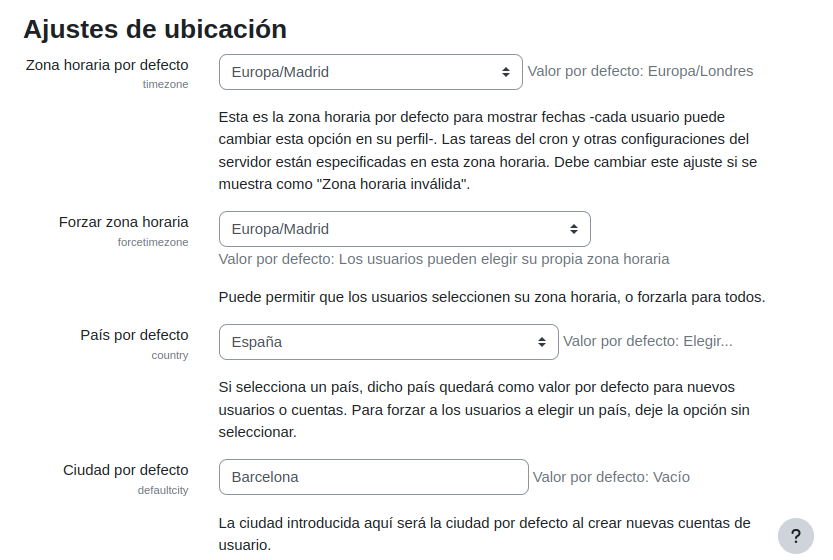 Ajustes de ubicación
Zona horaria por defecto
timezone
Europa/Madrid
Valor por defecto: Europa/Londres
Esta es la zona horaria por defecto para mostrar fechas -cada usuario puede
cambiar esta opción en su perfil-. Las tareas del cron y otras configuraciones del
servidor están especificadas en esta zona horaria. Debe cambiar este ajuste si se
muestra como "Zona horaria inválida".
Forzar zona horaria
forcetimezone
Europa/Madrid
Valor por defecto: Los usuarios pueden elegir su propia zona horaria
Puede permitir que los usuarios seleccionen su zona horaria, o forzarla para todos.
País por defecto
country
España
Valor por defecto: Elegir...
Si selecciona un país, dicho país quedará como valor por defecto para nuevos
usuarios o cuentas. Para forzar a los usuarios a elegir un país, deje la opción sin
seleccionar.
Ciudad por defecto
defaultcity
Barcelona
Valor por defecto: Vacío
La ciudad introducida aquí será la ciudad por defecto al crear nuevas cuentas de
usuario.
?